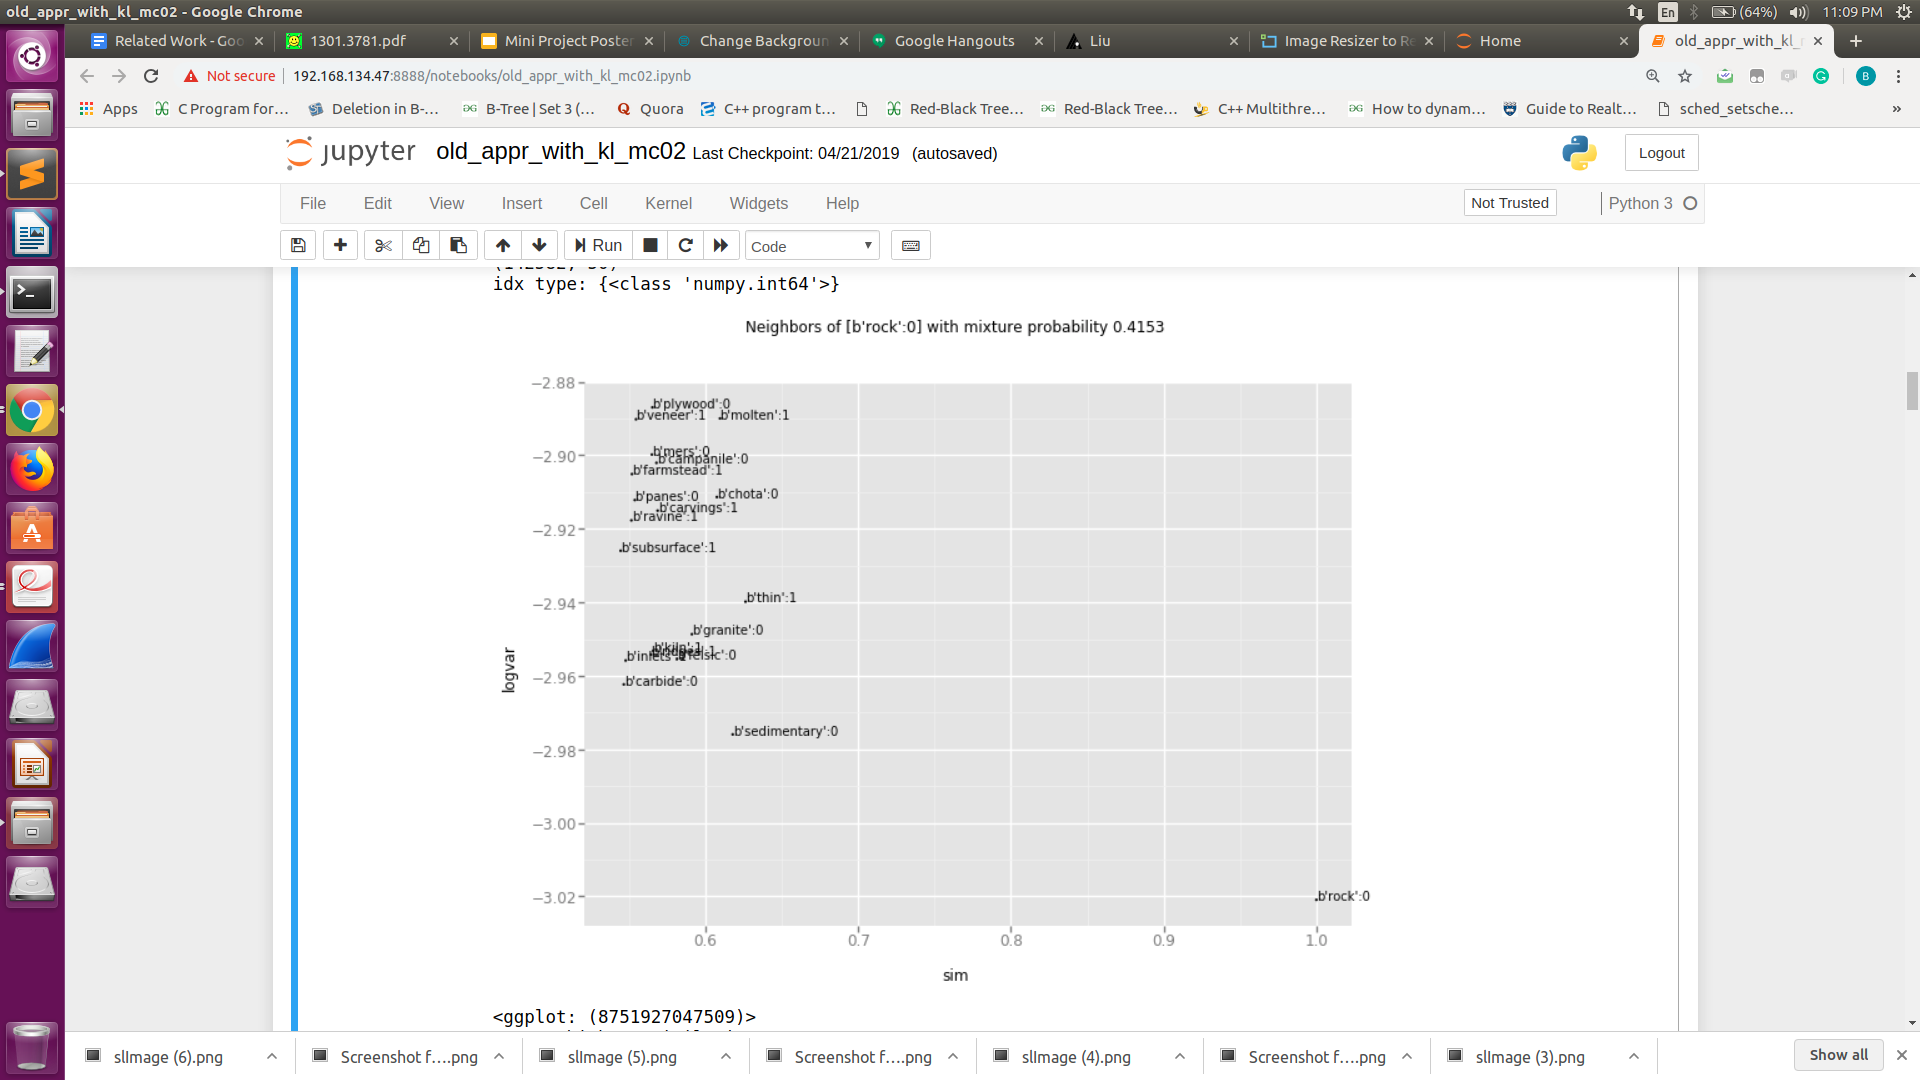 old_appr_with_kl_mc02 - Google Chrome
En
(64%)
11:09 PM
Related Work - Goo
1301.3781.pdf
Mini Project Poster
Change Backgroun
Google Hangouts
Liu
Image Resizer to Re
Home
old_appr_with_kl_
Not secure
192.168.134.47:8888/notebooks/old_appr_with_kl_mc02.ipynb
B
Apps
C Program for...
Deletion in B-...
B-Tree | Set 3 (...
Quora
C++ program t...
Red-Black Tree...
Red-Black Tree...
C++ Multithre...
How to dynam...
Guide to Realt...
sched_setsche...
»
jupyter
old_appr_with_kl_mc02
Last Checkpoint: 04/21/2019
(autosaved)
Logout
File
Edit
View
Insert
Cell
Kernel
Widgets
Help
Not Trusted
Python 3
Run
Code
idx type: {<class 'numpy.int64'>}
Neighbors of [b'rock':0] with mixture probability 0.4153
−2.88
b'plywood':0
b'veneer':1
b'molten':1
b'mers':0
−2.90
b'campanile':0
b'farmstead':1
b'panes':0
b'chota':0
b'carvings':1
b'ravine':1
−2.92
b'subsurface':1
b'thin':1
−2.94
b'granite':0
b'kiln':1
b'felsic':0
logvar
−2.96
b'carbide':0
b'sedimentary':0
−2.98
−3.00
−3.02
b'rock':0
0.6
0.7
0.8
0.9
1.0
sim
<ggplot: (8751927047509)>
slImage (6).png
Screenshot f....png
slImage (5).png
Screenshot f....png
slImage (4).png
Screenshot f....png
slImage (3).png
Show all